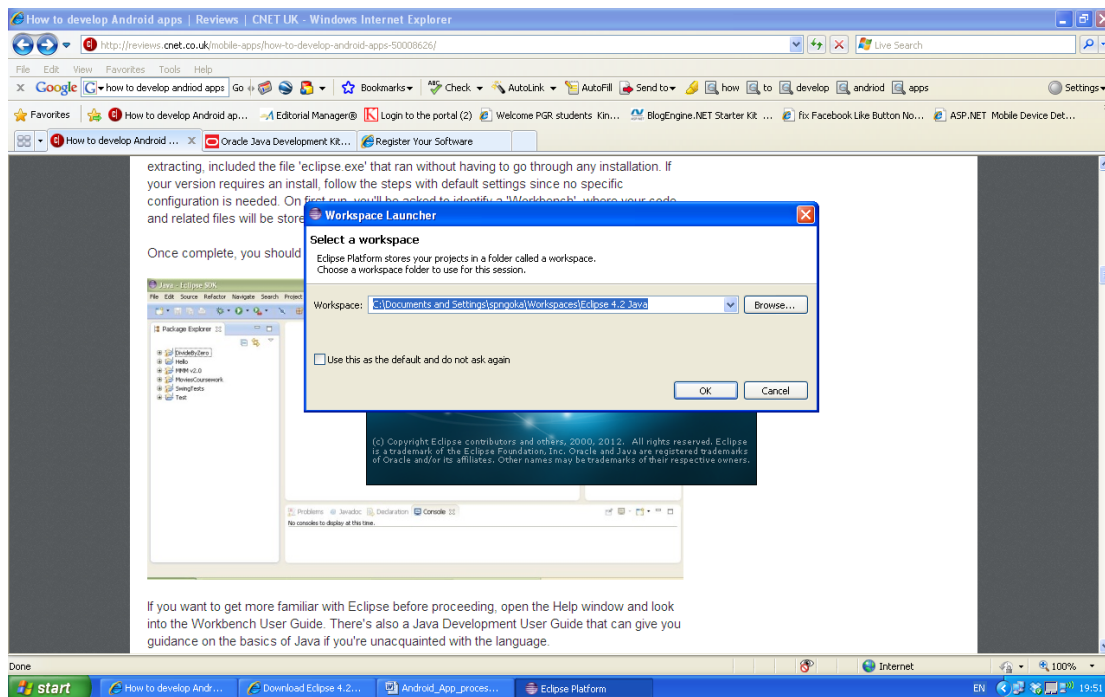 How to develop Android apps | Reviews | CNET UK - Windows Internet Explorer
http://reviews.cnet.co.uk/mobile-apps/how-to-develop-android-apps-50008626/
Live Search
File Edit View Favorites Tools Help
x Google how to develop andriod apps Go Bookmarks Check AutoLink AutoFill Send to how to develop andriod apps Settings
Favorites How to develop Android ap... Editorial Manager® Login to the portal (2) Welcome PGR students Kin... BlogEngine.NET Starter Kit ... fix Facebook Like Button No... ASP.NET Mobile Device Det...
How to develop Android ... X Oracle Java Development Kit... Register Your Software
extracting, included the file 'eclipse.exe' that ran without having to go through any installation. If
your version requires an install, follow the steps with default settings since no specific
configuration is needed. On first run, you'll be asked to identify a 'Workbench', where your code
and related files will be store
Once complete, you should
Workspace Launcher
Select a workspace
Eclipse Platform stores your projects in a folder called a workspace.
Choose a workspace folder to use for this session.
Workspace: C:\Documents and Settings\spngoka\Workspaces\Eclipse 4.2 Java Browse...
Use this as the default and do not ask again
OK Cancel
Java - Eclipse SDK
File Edit Source Refactor Navigate Search Project
Package Explorer
DivideByZero
Hello
MMM v2.0
MoviesCoursework
SwingTests
Test
(c) Copyright Eclipse contributors and others, 2000, 2012. All rights reserved. Eclipse
is a trademark of the Eclipse Foundation, Inc. Oracle and Java are registered trademarks
of Oracle and/or its affiliates. Other names may be trademarks of their respective owners.
Problems Javadoc Declaration Console
No consoles to display at this time.
If you want to get more familiar with Eclipse before proceeding, open the Help window and look
into the Workbench User Guide. There's also a Java Development User Guide that can give you
guidance on the basics of Java if you're unacquainted with the language.
Done Internet 100%
start How to develop Andr... Download Eclipse 4.2... Android_App_proces... Eclipse Platform EN 19:51